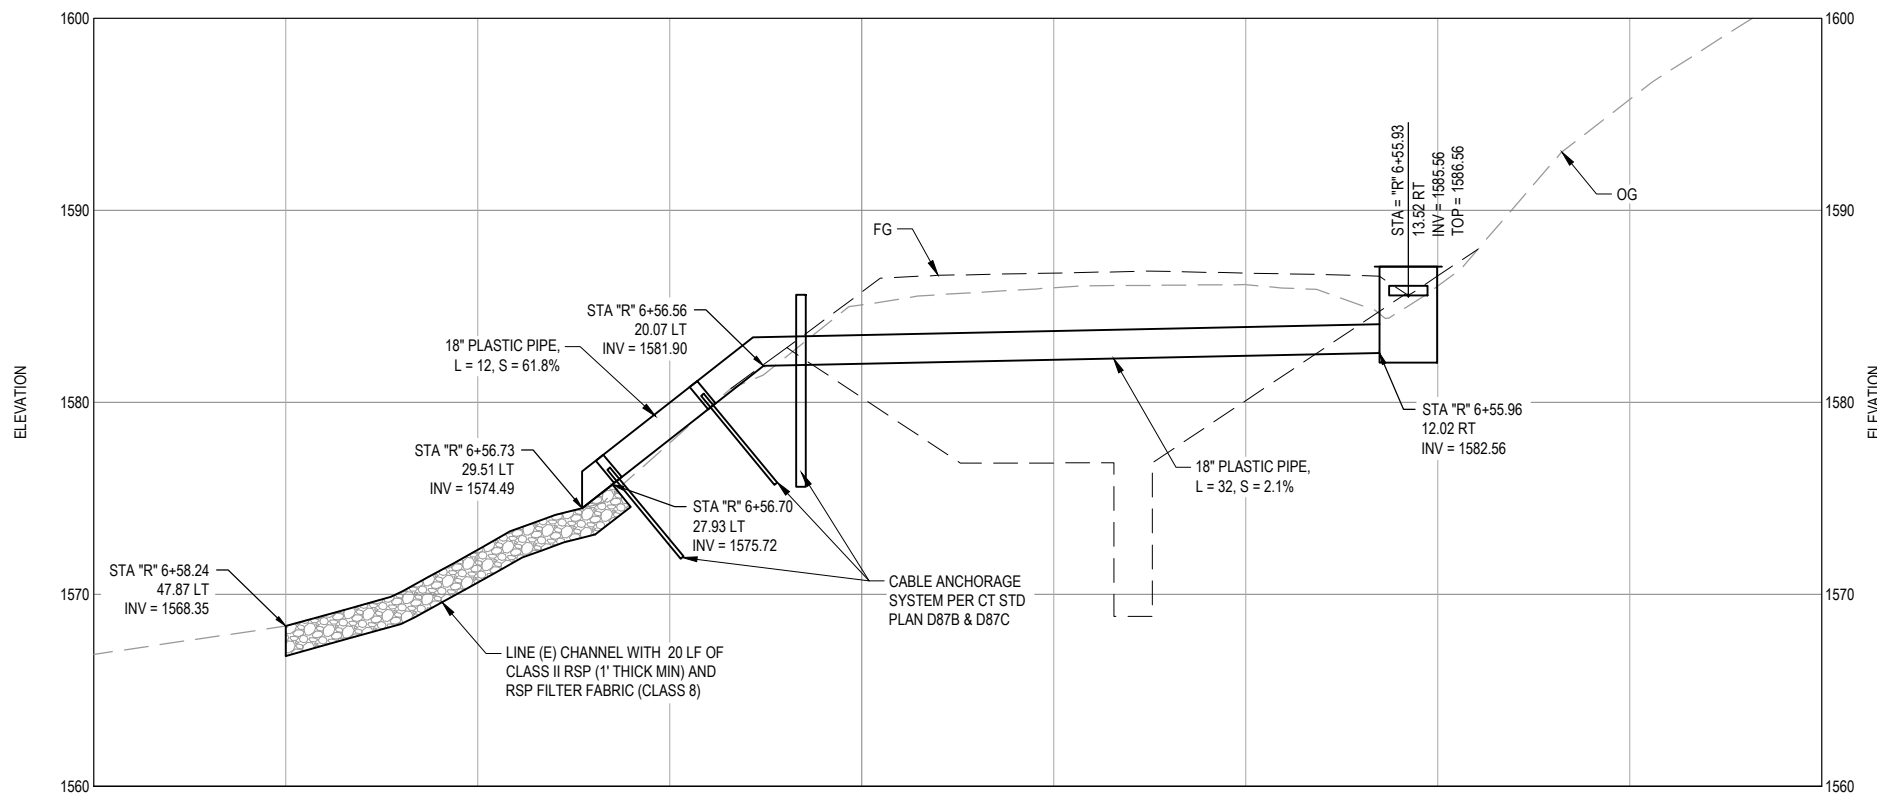 1600
1600
STA = "R" 6+55.93
13.52 RT
INV = 1585.56
TOP = 1586.56
OG
1590
1590
FG
STA "R" 6+56.56
20.07 LT
INV = 1581.90
18" PLASTIC PIPE,
L = 12, S = 61.8%
ELEVATION
ELEVATION
1580
1580
STA "R" 6+55.96
12.02 RT
INV = 1582.56
STA "R" 6+56.73
29.51 LT
INV = 1574.49
18" PLASTIC PIPE,
L = 32, S = 2.1%
STA "R" 6+56.70
27.93 LT
INV = 1575.72
STA "R" 6+58.24
47.87 LT
INV = 1568.35
1570
1570
CABLE ANCHORAGE
SYSTEM PER CT STD
PLAN D87B & D87C
LINE (E) CHANNEL WITH 20 LF OF
CLASS II RSP (1' THICK MIN) AND
RSP FILTER FABRIC (CLASS 8)
1560
1560